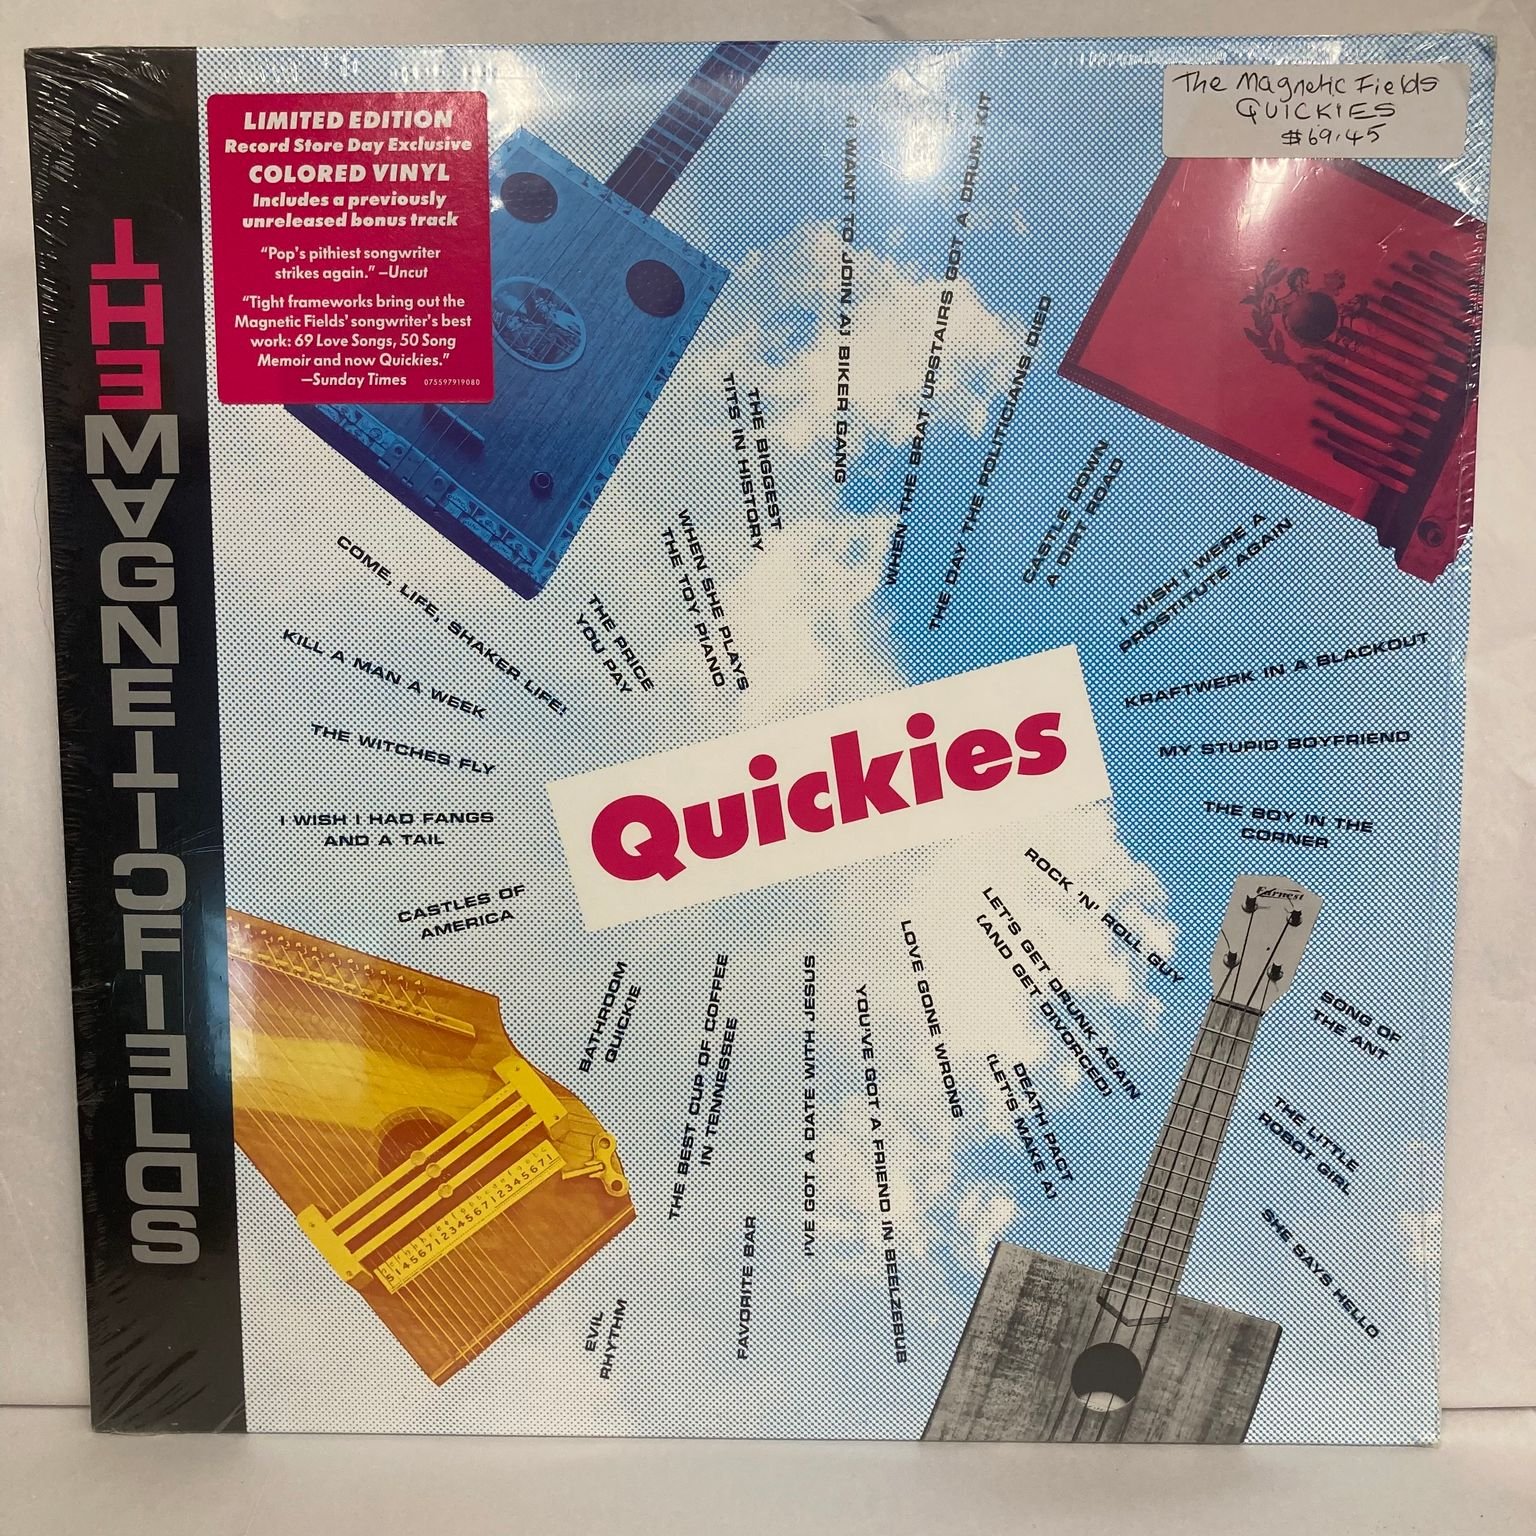 LIMITED EDITION
Record Store Day Exclusive
COLORED VINYL
Includes a previously
unreleased bonus track
“Pop's pithiest songwriter
strikes again.” —Uncut
“Tight frameworks bring out the
Magnetic Fields' songwriter's best
work: 69 Love Songs, 50 Song
Memoir and now Quickies.”
—Sunday Times
075597919080
The Magnetic Fields
QUICKIES
$69.45
THE MAGNETIC FIELDS
Quickies
COME, LIFE, SHAKER LIFE!
KILL A MAN A WEEK
THE WITCHES FLY
I WISH I HAD FANGS
AND A TAIL
CASTLES OF
AMERICA
THE PRICE
YOU PAY
WHEN SHE PLAYS
THE TOY PIANO
THE BIGGEST
TITS IN HISTORY
(I WANT TO JOIN A) BIKER GANG
WHEN THE BRAT UPSTAIRS GOT A DRUM KIT
THE DAY THE POLITICIANS DIED
CASTLE DOWN
A DIRT ROAD
I WISH I WERE A
PROSTITUTE AGAIN
KRAFTWERK IN A BLACKOUT
MY STUPID BOYFRIEND
THE BOY IN THE
CORNER
ROCK 'N' ROLL GUY
LET'S GET DRUNK AGAIN
(AND GET DIVORCED)
SONG OF
THE ANT
DEATH PACT
(LET'S MAKE A)
THE LITTLE
ROBOT GIRL
SHE SAYS HELLO
LOVE GONE WRONG
YOU'VE GOT A FRIEND IN BEELZEBUB
I'VE GOT A DATE WITH JESUS
THE BEST CUP OF COFFEE
IN TENNESSEE
FAVORITE BAR
BATHROOM
QUICKIE
EVIL
RHYTHM
Earnest